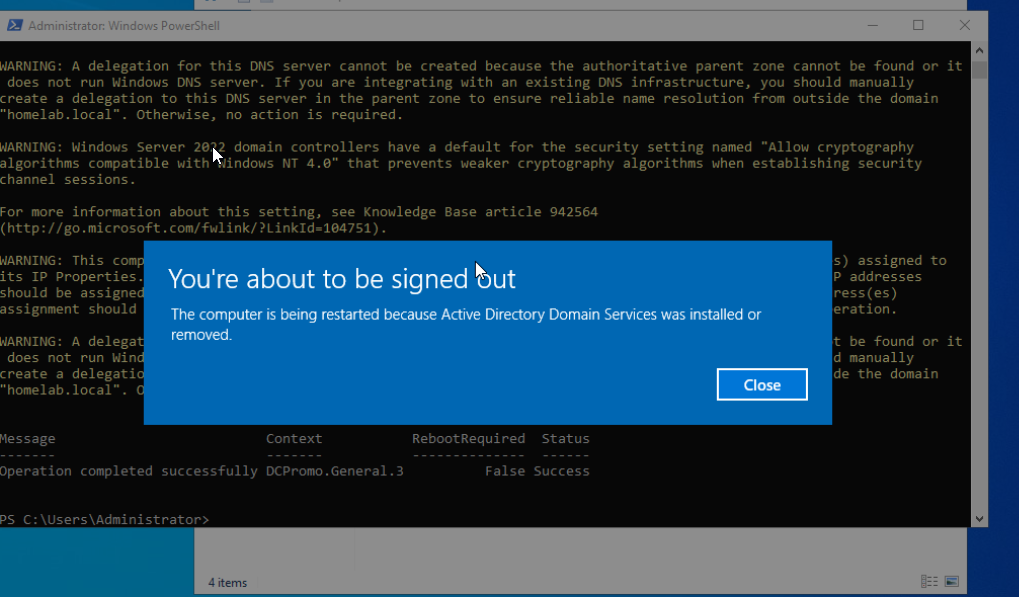 Administrator: Windows PowerShell
WARNING: A delegation for this DNS server cannot be created because the authoritative parent zone cannot be found or it
does not run Windows DNS server. If you are integrating with an existing DNS infrastructure, you should manually
create a delegation to this DNS server in the parent zone to ensure reliable name resolution from outside the domain
"homelab.local". Otherwise, no action is required.
WARNING: Windows Server 2022 domain controllers have a default for the security setting named "Allow cryptography
algorithms compatible with Windows NT 4.0" that prevents weaker cryptography algorithms when establishing security
channel sessions.
For more information about this setting, see Knowledge Base article 942564
(http://go.microsoft.com/fwlink/?LinkId=104751).
WARNING: This comp s) assigned to
its IP Properties. P addresses
should be assigned ress(es)
assignment should eration.
WARNING: A delegat t be found or it
does not run Wind d manually
create a delegatio de the domain
"homelab.local". O
You're about to be signed out
The computer is being restarted because Active Directory Domain Services was installed or
removed.
Close
Message Context RebootRequired Status
------- ------- -------------- ------
Operation completed successfully DCPromo.General.3 False Success
PS C:\Users\Administrator>
4 items